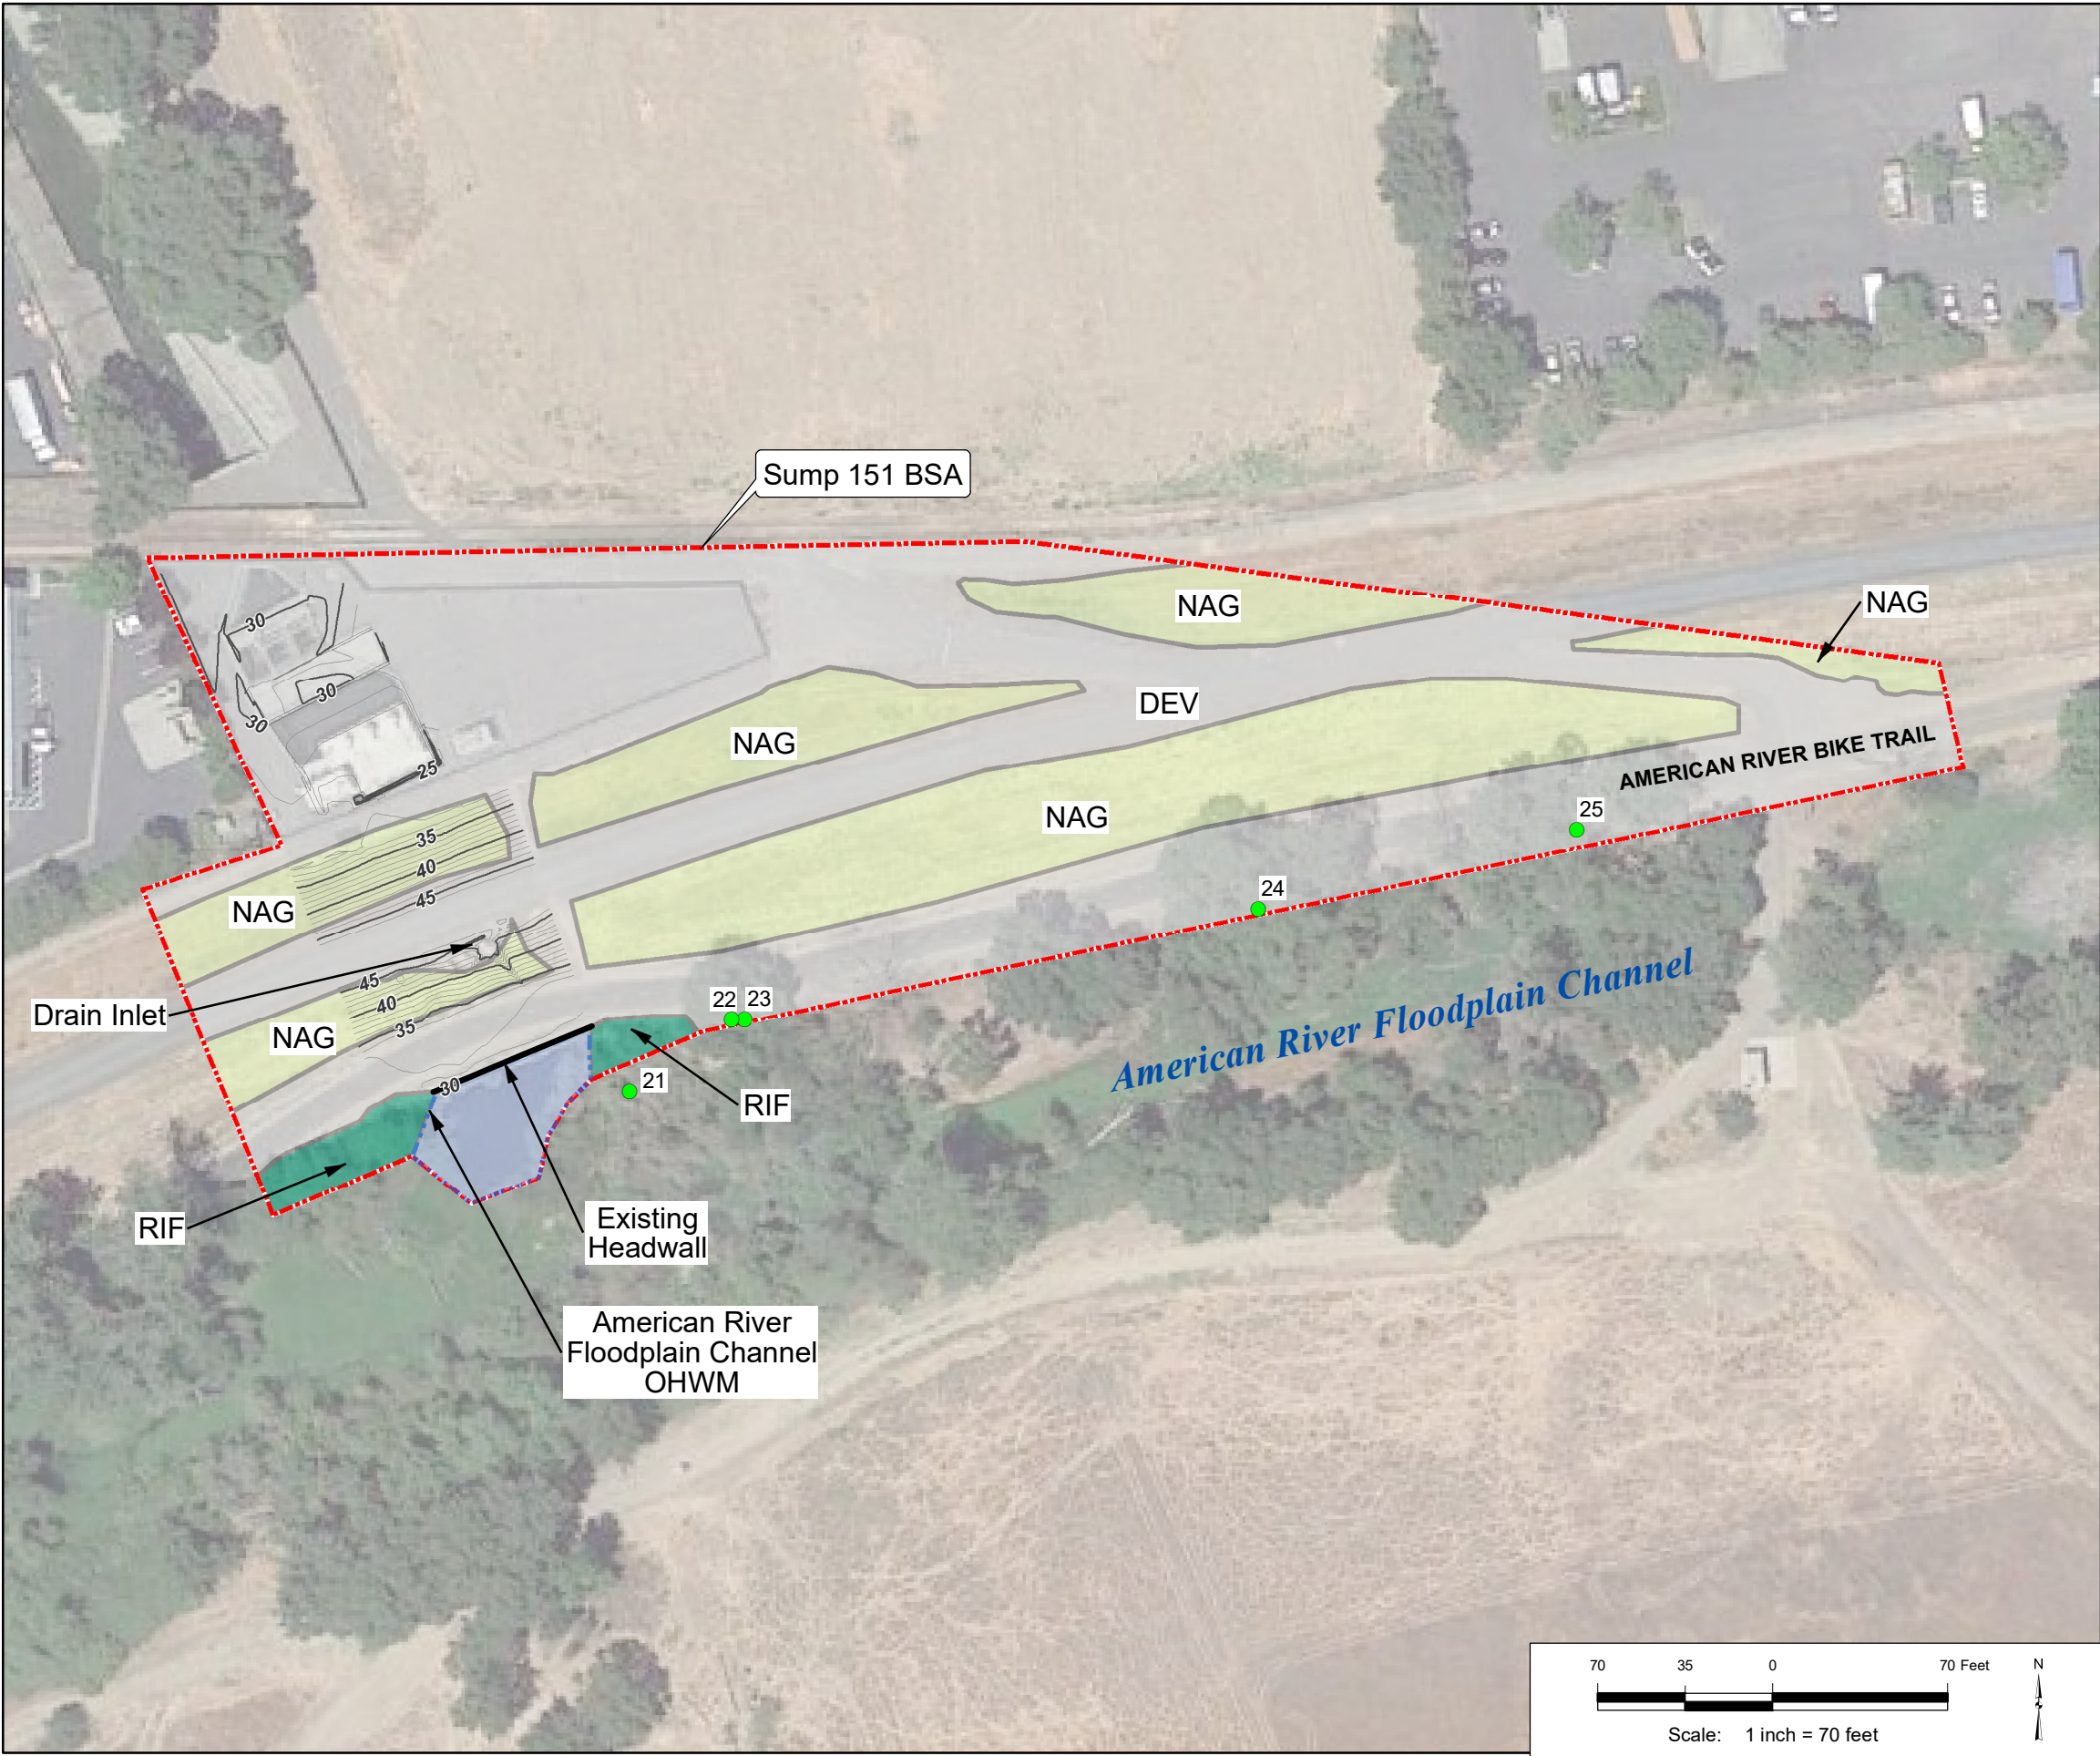 Sump 151 BSA
NAG
NAG
30
30
30
25
DEV
NAG
AMERICAN RIVER BIKE TRAIL
NAG
25
35
40
45
NAG
24
Drain Inlet
45
40
35
NAG
22
23
American River Floodplain Channel
30
21
RIF
RIF
Existing
Headwall
American River
Floodplain Channel
OHWM
70
35
0
70 Feet
N
Scale: 1 inch = 70 feet